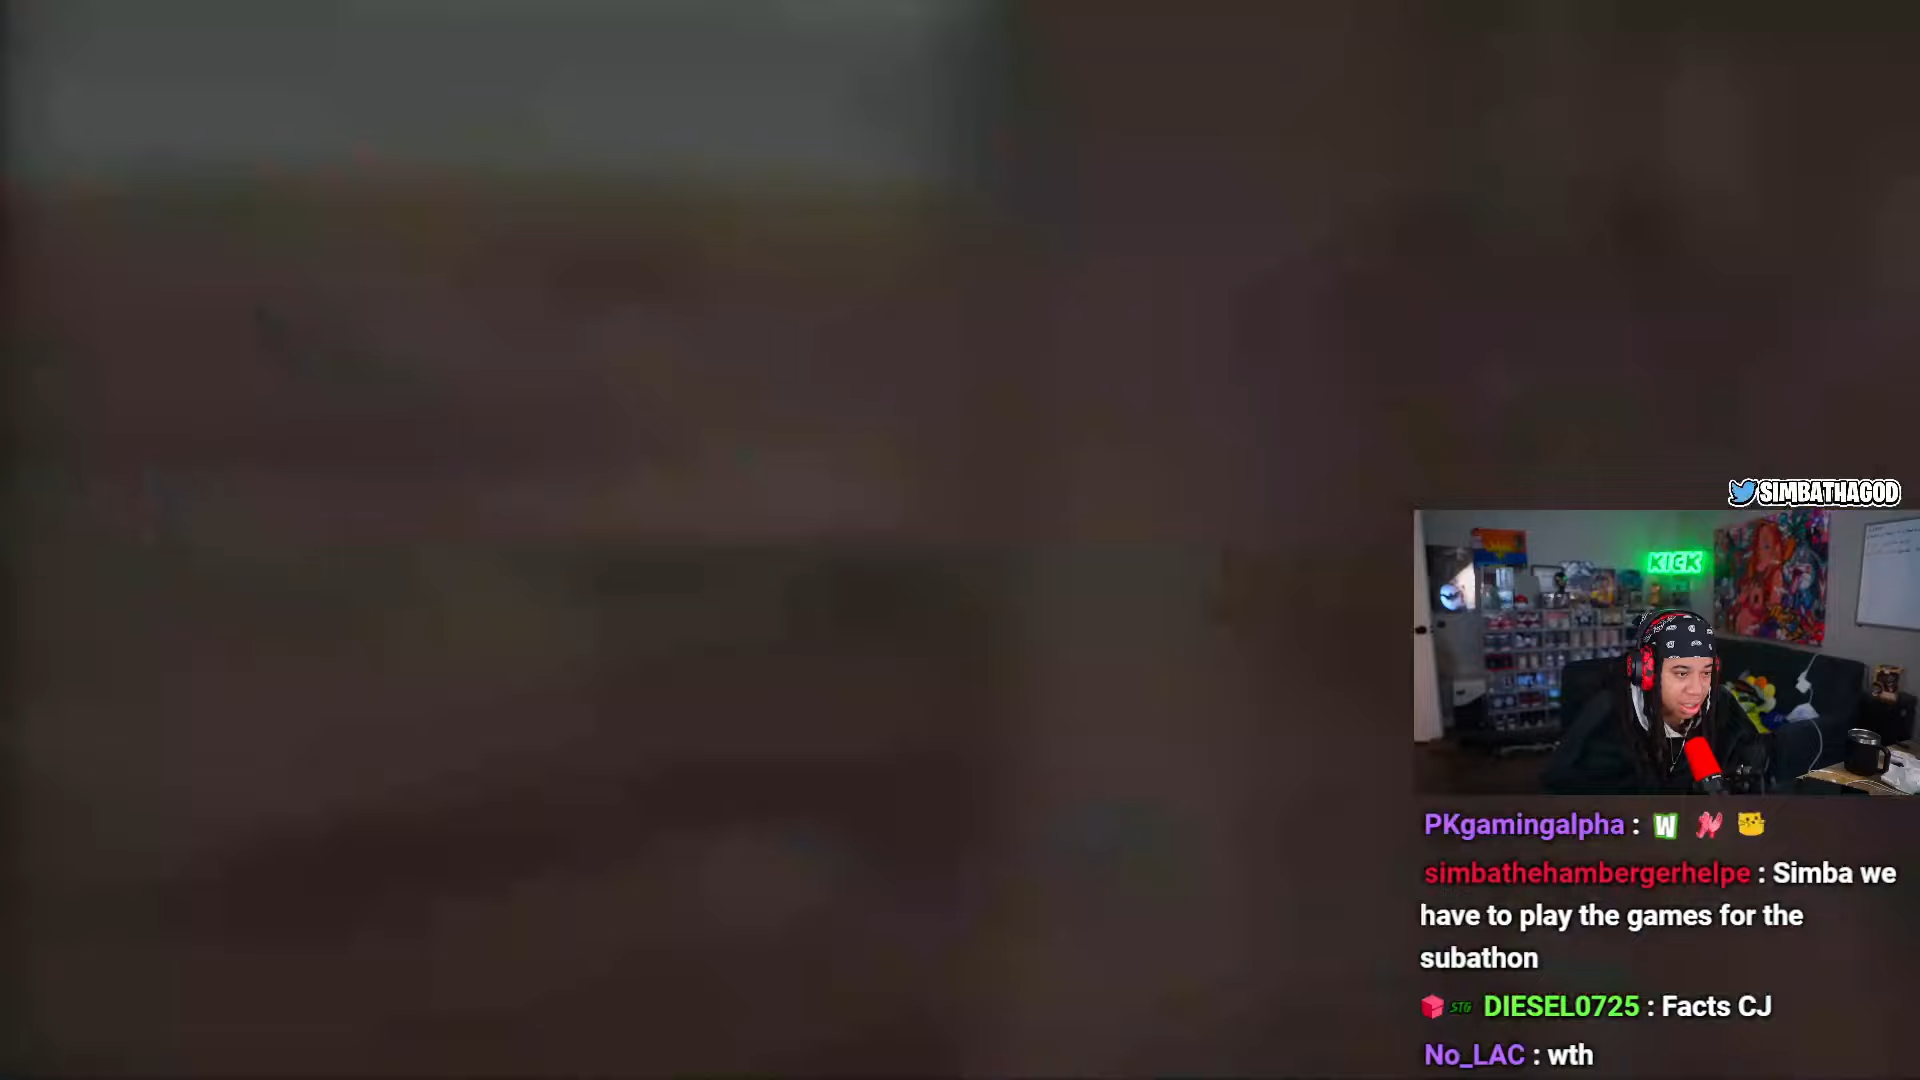 SIMBATHAGOD
KICK
PKgamingalpha : W
simbathehambergerhelpe : Simba we
have to play the games for the
subathon
STG DIESEL0725 : Facts CJ
No_LAC : wth